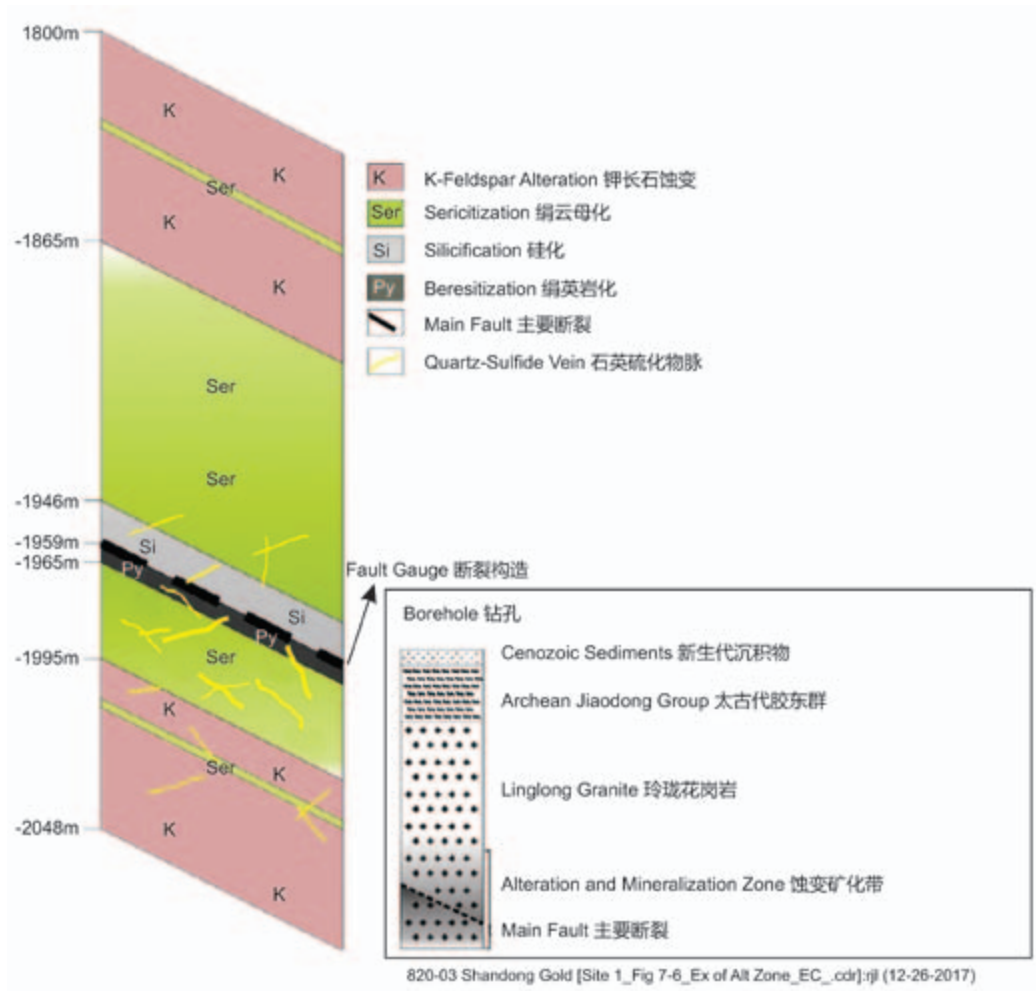 1800m
K
K
Ser
K
-1865m
K
Ser
Ser
-1946m
Si
-1959m
-1965m
Py
Si
Py
Ser
-1995m
K
Ser
K
-2048m
K
K
K K-Feldspar Alteration 钾长石蚀变
Ser Sericitization 绢云母化
Si Silicification 硅化
Py Beresitization 绢英岩化
Main Fault 主要断裂
Quartz-Sulfide Vein 石英硫化物脉
Fault Gauge 断裂构造
Borehole 钻孔
Cenozoic Sediments 新生代沉积物
Archean Jiaodong Group 太古代胶东群
Linglong Granite 玲珑花岗岩
Alteration and Mineralization Zone 蚀变矿化带
Main Fault 主要断裂
820-03 Shandong Gold [Site 1_Fig 7-6_Ex of Alt Zone_EC_.cdr]:rjl (12-26-2017)